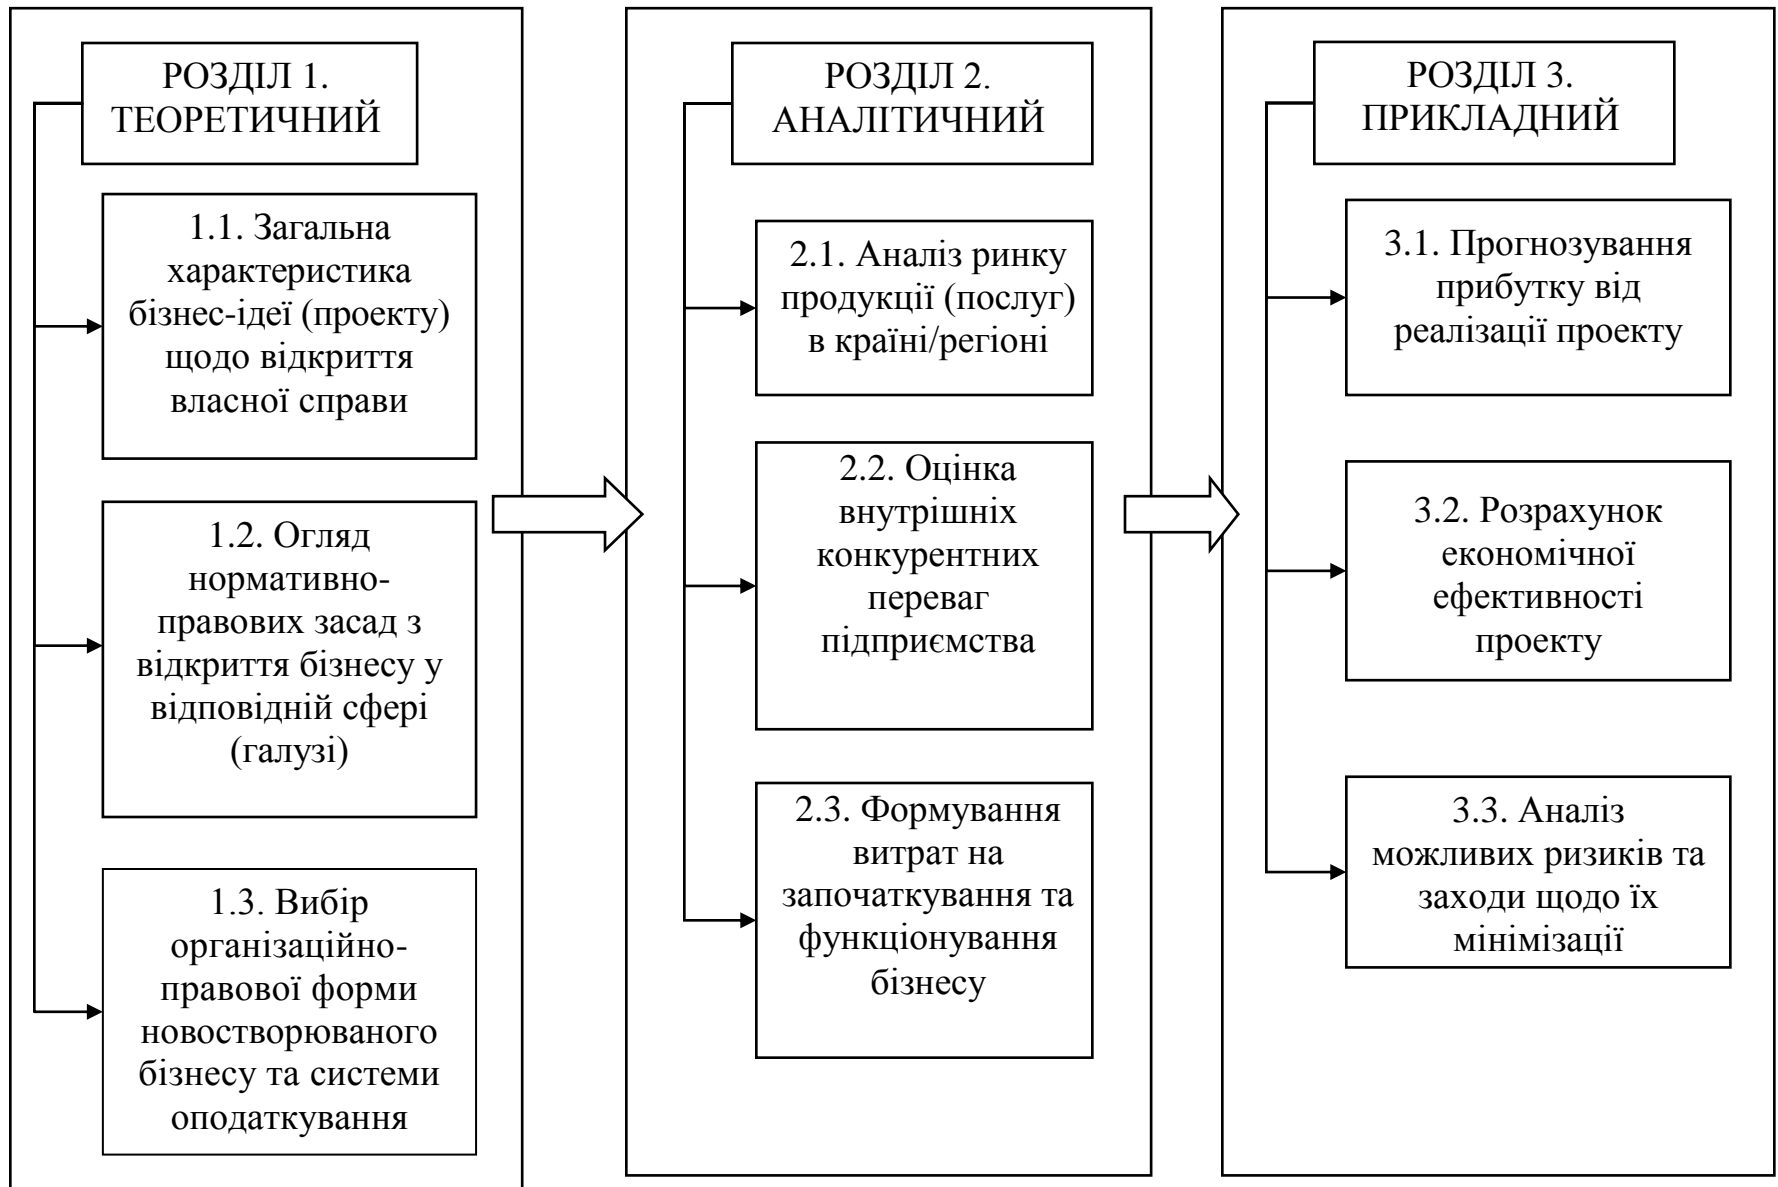 РОЗДІЛ 1.
ТЕОРЕТИЧНИЙ
1.1. Загальна
характеристика
бізнес-ідеї (проекту)
щодо відкриття
власної справи
1.2. Огляд
нормативно-
правових засад з
відкриття бізнесу у
відповідній сфері
(галузі)
1.3. Вибір
організаційно-
правової форми
новостворюваного
бізнесу та системи
оподаткування
РОЗДІЛ 2.
АНАЛІТИЧНИЙ
2.1. Аналіз ринку
продукції (послуг)
в країні/регіоні
2.2. Оцінка
внутрішніх
конкурентних
переваг
підприємства
2.3. Формування
витрат на
започаткування та
функціонування
бізнесу
РОЗДІЛ 3.
ПРИКЛАДНИЙ
3.1. Прогнозування
прибутку від
реалізації проекту
3.2. Розрахунок
економічної
ефективності
проекту
3.3. Аналіз
можливих ризиків та
заходи щодо їх
мінімізації